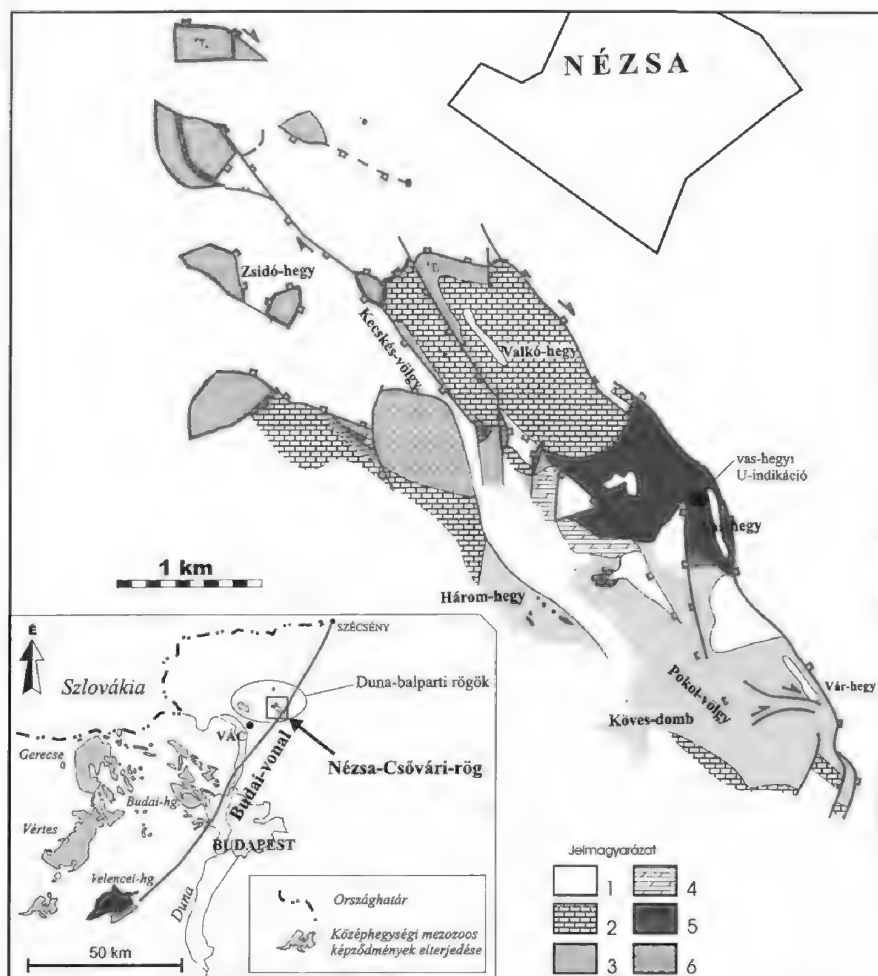 NÉZSA
Zsidó-hegy
Kecskés-völgy
Valkó-hegy
vas-hegyi
U-indikáció
Vas-hegy
1 km
Három-hegy
Pokol-völgy
Vár-hegy
Köves-domb
É
SZÉCSÉNY
Szlovákia
Duna-balparti rögök
VÁC
Gerecse
Budai-vonal
Nézsa-Csővári-rög
Budai-hg.
Vértes
BUDAPEST
Velencei-hg
Duna
Országhatár
Középhegységi mezozoos
képződmények elterjedése
50 km
Jelmagyarázat
1
4
2
5
3
6